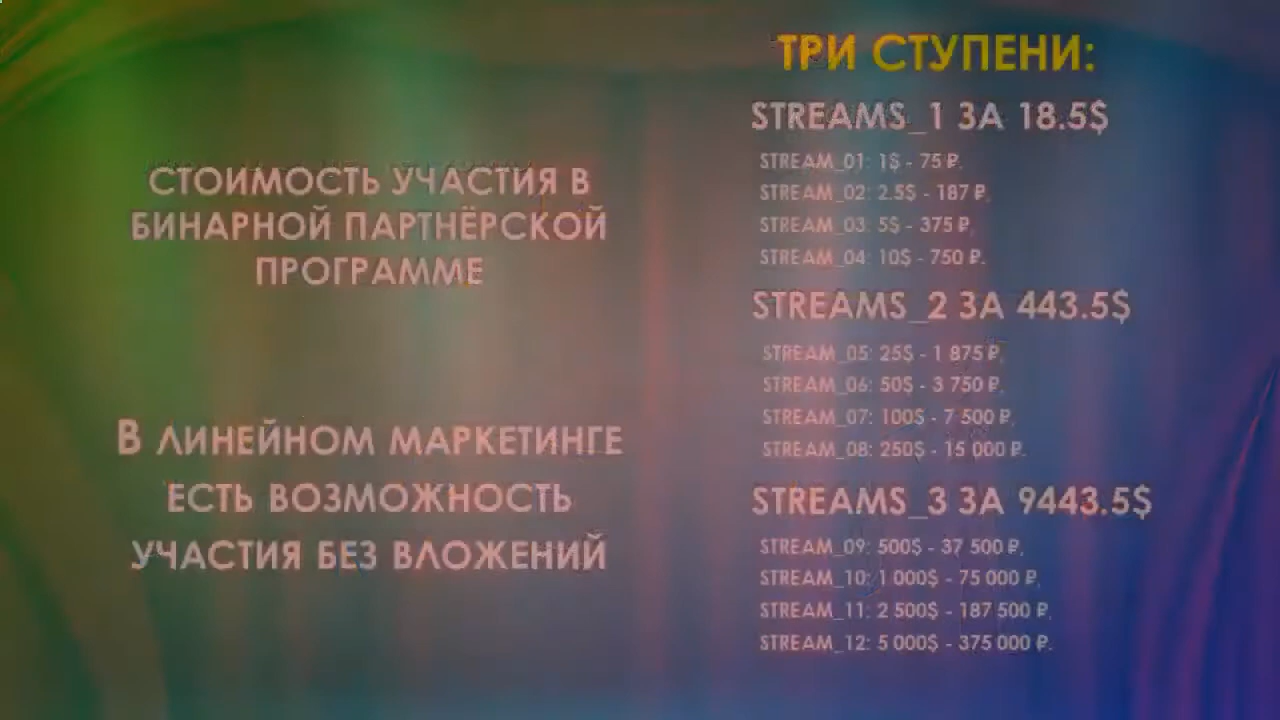 СТОИМОСТЬ УЧАСТИЯ В
БИНАРНОЙ ПАРТНЁРСКОЙ
ПРОГРАММЕ
В ЛИНЕЙНОМ МАРКЕТИНГЕ
ЕСТЬ ВОЗМОЖНОСТЬ
УЧАСТИЯ БЕЗ ВЛОЖЕНИЙ
ТРИ СТУПЕНИ:
STREAMS_1 ЗА 18.5$
STREAM_01: 1$ - 75 ₽,
STREAM_02: 2.5$ - 187 ₽,
STREAM_03: 5$ - 375 ₽,
STREAM_04: 10$ - 750 ₽.
STREAMS_2 ЗА 443.5$
STREAM_05: 25$ - 1 875 ₽,
STREAM_06: 50$ - 3 750 ₽,
STREAM_07: 100$ - 7 500 ₽,
STREAM_08: 250$ - 15 000 ₽.
STREAMS_3 ЗА 9443.5$
STREAM_09: 500$ - 37 500 ₽,
STREAM_10: 1 000$ - 75 000 ₽,
STREAM_11: 2 500$ - 187 500 ₽,
STREAM_12: 5 000$ - 375 000 ₽.